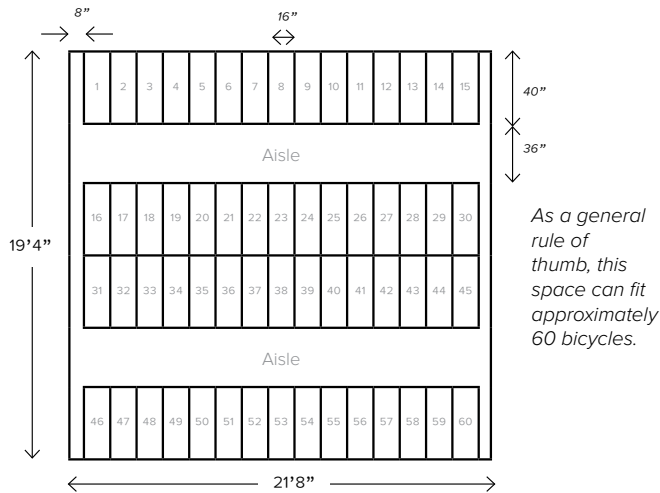 8”
16”
1 2 3 4 5 6 7 8 9 10 11 12 13 14 15
40”
Aisle
36”
16 17 18 19 20 21 22 23 24 25 26 27 28 29 30
19’4”
31 32 33 34 35 36 37 38 39 40 41 42 43 44 45
Aisle
46 47 48 49 50 51 52 53 54 55 56 57 58 59 60
21’8”
As a general
rule of
thumb, this
space can fit
approximately
60 bicycles.